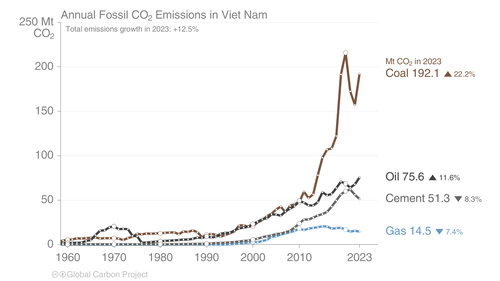 Annual Fossil CO₂ Emissions in Viet Nam
250 Mt
CO₂
Total emissions growth in 2023: +12.5%
200
150
100
50
0
1960 1970 1980 1990 2000 2010 2023
Mt CO₂ in 2023
Coal 192.1 ▲ 22.2%
Oil 75.6 ▲ 11.6%
Cement 51.3 ▼ 8.3%
Gas 14.5 ▼ 7.4%
Global Carbon Project